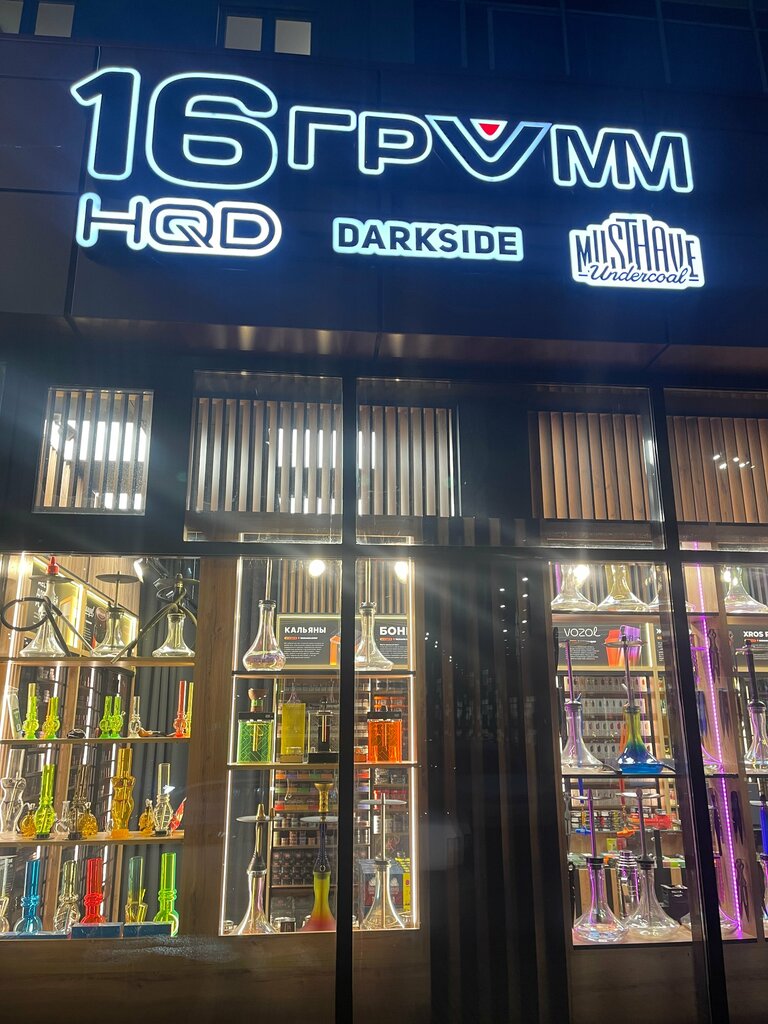 16 грамм
HQD
DARKSIDE
MUSTHAVE
Undercoal
КАЛЬЯНЫ
БОН
VOZOL
XROS